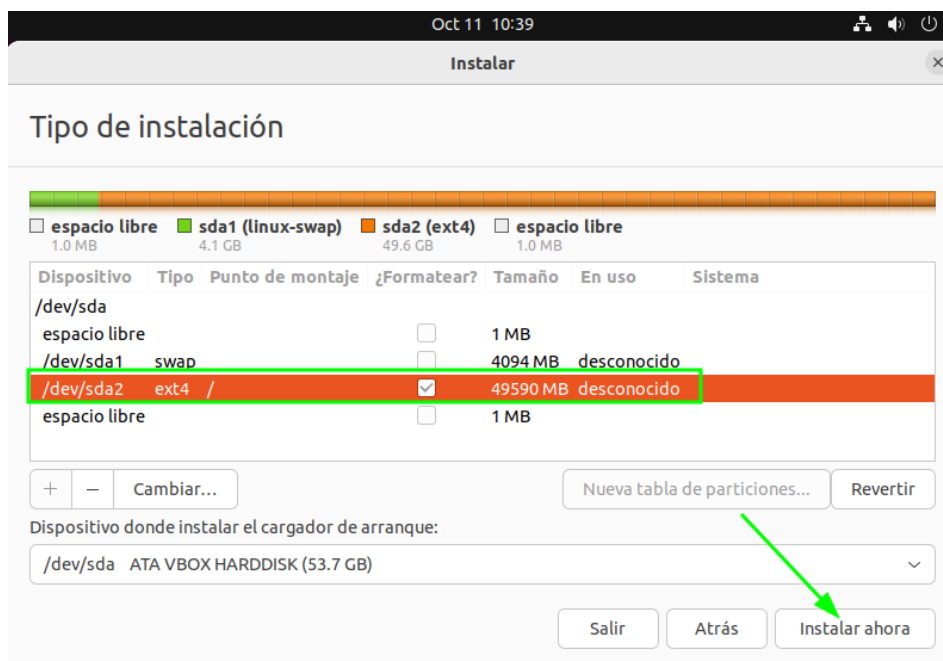 Oct 11 10:39
Instalar
Tipo de instalación
espacio libre sda1 (linux-swap) sda2 (ext4) espacio libre
1.0 MB 4.1 GB 49.6 GB 1.0 MB
Dispositivo Tipo Punto de montaje ¿Formatear? Tamaño En uso Sistema
/dev/sda
espacio libre 1 MB
/dev/sda1 swap 4094 MB desconocido
/dev/sda2 ext4 / 49590 MB desconocido
espacio libre 1 MB
+ − Cambiar... Nueva tabla de particiones... Revertir
Dispositivo donde instalar el cargador de arranque:
/dev/sda ATA VBOX HARDDISK (53.7 GB)
Salir Atrás Instalar ahora